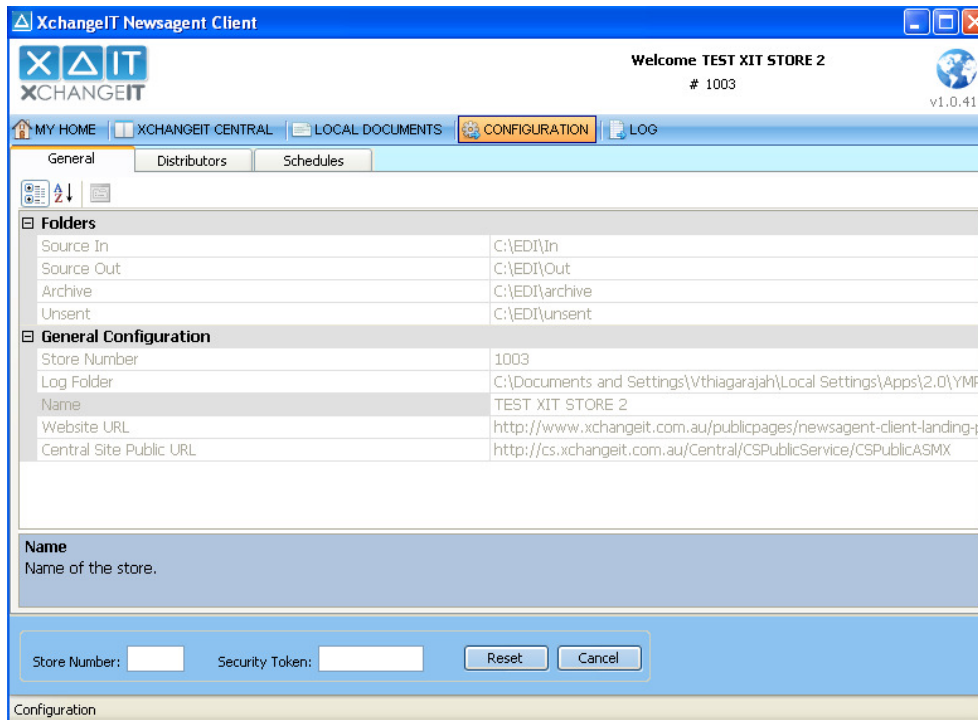 XchangeIT Newsagent Client
X IT
XCHANGEIT
Welcome TEST XIT STORE 2
# 1003
v1.0.41
MY HOME XCHANGEIT CENTRAL LOCAL DOCUMENTS CONFIGURATION LOG
General Distributors Schedules
A
Z
Folders
Source In C:\EDI\In
Source Out C:\EDI\Out
Archive C:\EDI\archive
Unsent C:\EDI\unsent
General Configuration
Store Number 1003
Log Folder C:\Documents and Settings\Vthiagarajah\Local Settings\Apps\2.0\YMP
Name TEST XIT STORE 2
Website URL http://www.xchangeit.com.au/publicpages/newsagent-client-landing-p
Central Site Public URL http://cs.xchangeit.com.au/Central/CSPublicService/CSPublicASMX
Name
Name of the store.
Store Number: Security Token: Reset Cancel
Configuration